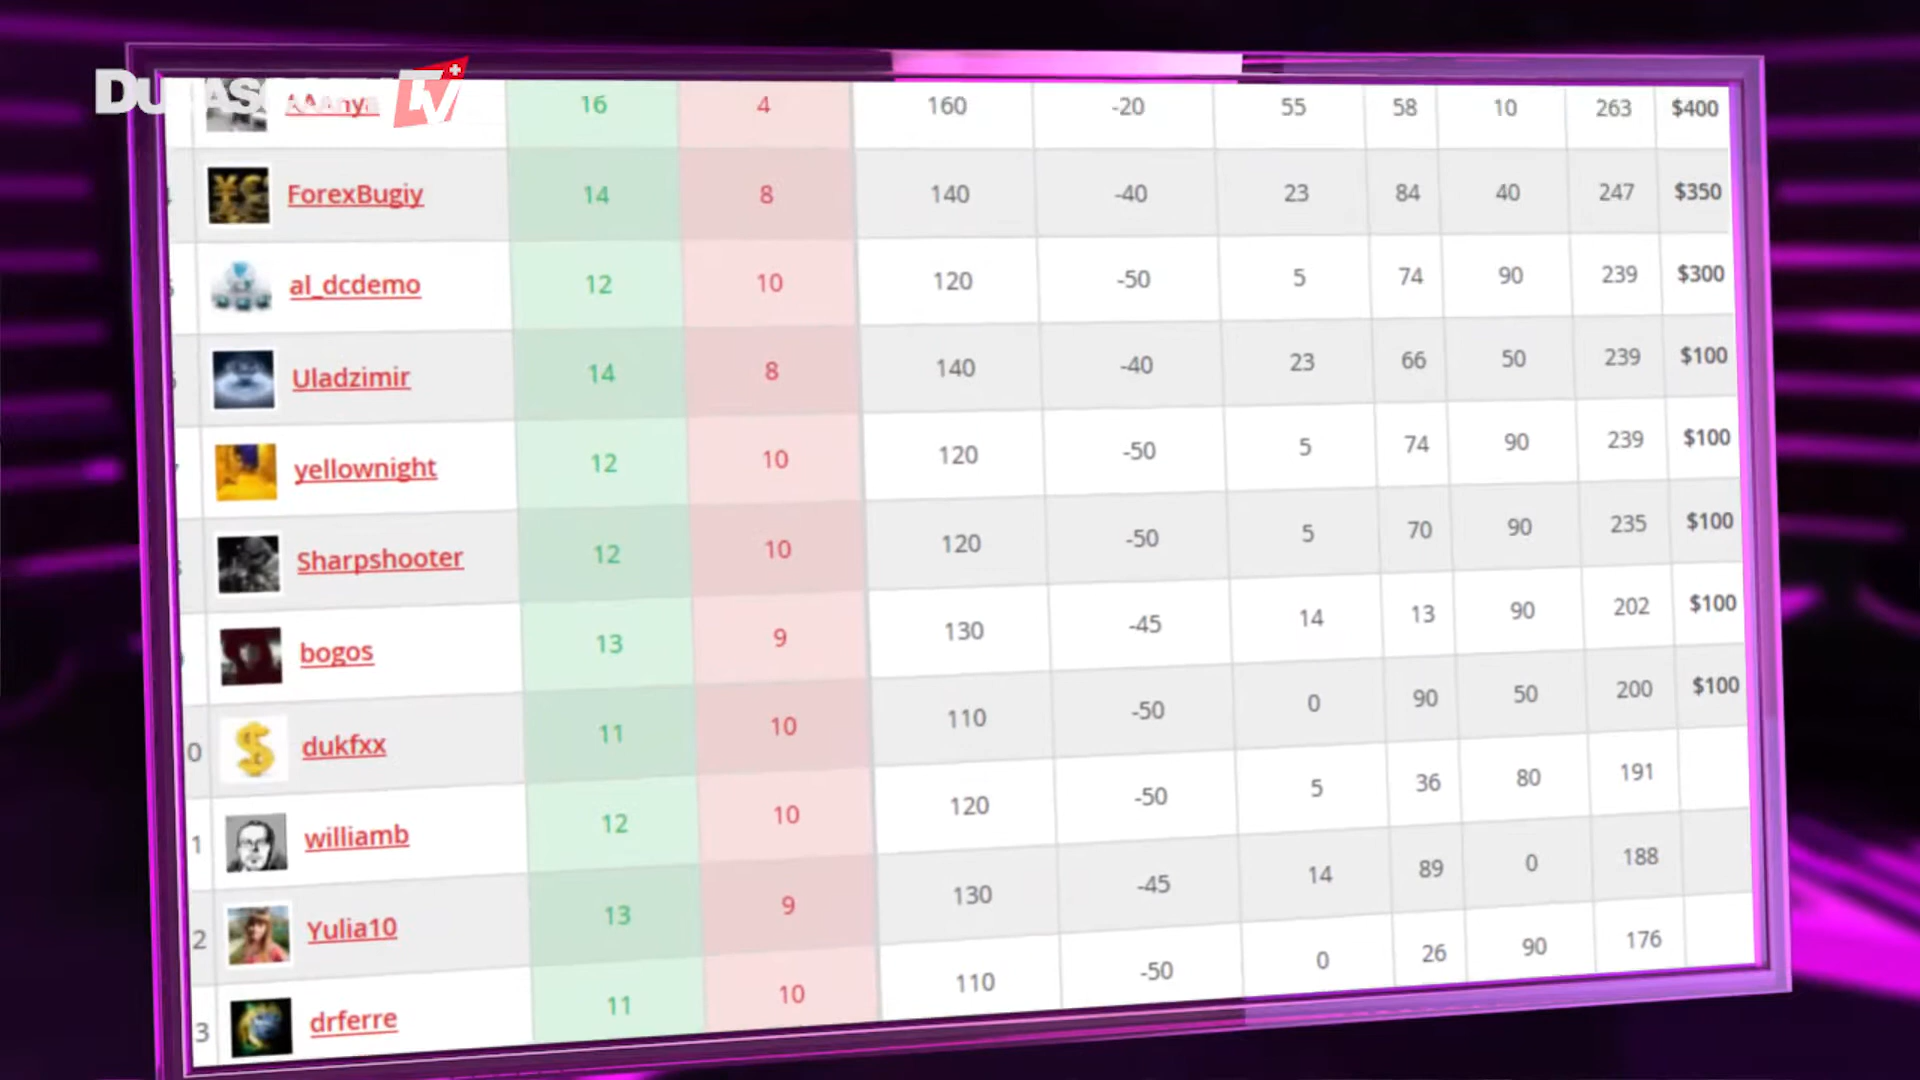 TV
16 4 160 -20 55 58 10 263 $400
ForexBugiy 14 8 140 -40 23 84 40 247 $350
al_dcdemo 12 10 120 -50 5 74 90 239 $300
Uladzimir 14 8 140 -40 23 66 50 239 $100
yellownight 12 10 120 -50 5 74 90 239 $100
Sharpshooter 12 10 120 -50 5 70 90 235 $100
bogos 13 9 130 -45 14 13 90 202 $100
0 dukfxx 11 10 110 -50 0 90 50 200 $100
1 williamb 12 10 120 -50 5 36 80 191
2 Yulia10 13 9 130 -45 14 89 0 188
3 drferre 11 10 110 -50 0 26 90 176